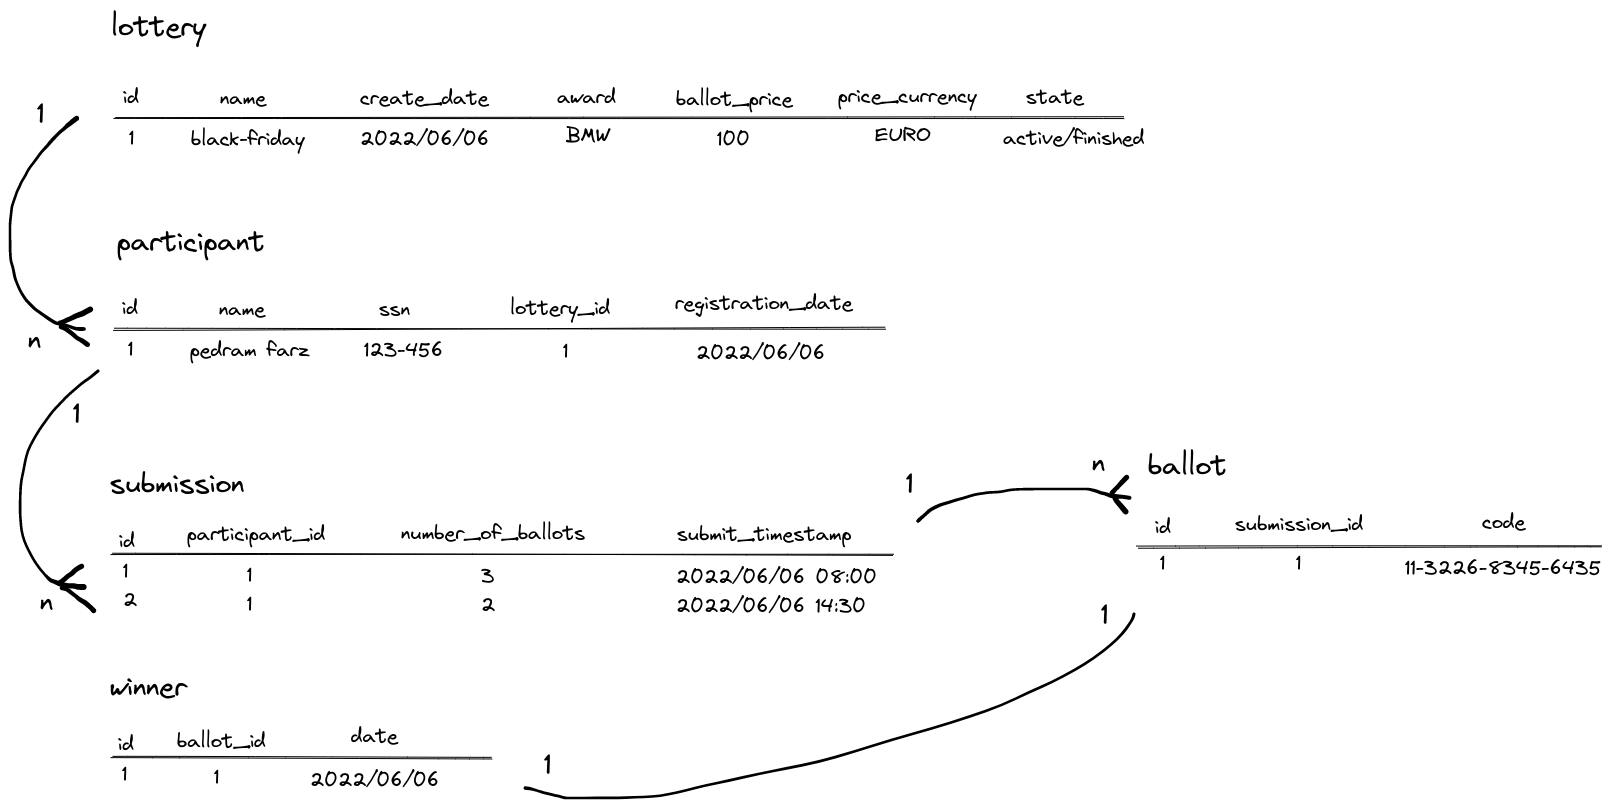 lottery
id name create_date award ballot_price price_currency state
1
1 black-friday 2022/06/06 BMW 100 EURO active/finished
participant
id name ssn lottery_id registration_date
n
1 pedram farz 123-456 1 2022/06/06
1
submission
1
n
ballot
id participant_id number_of_ballots submit_timestamp
1 1 3 2022/06/06 08:00
2 1 2 2022/06/06 14:30
n
id submission_id code
1 1 11-3226-8345-6435
1
winner
id ballot_id date
1 1 2022/06/06
1